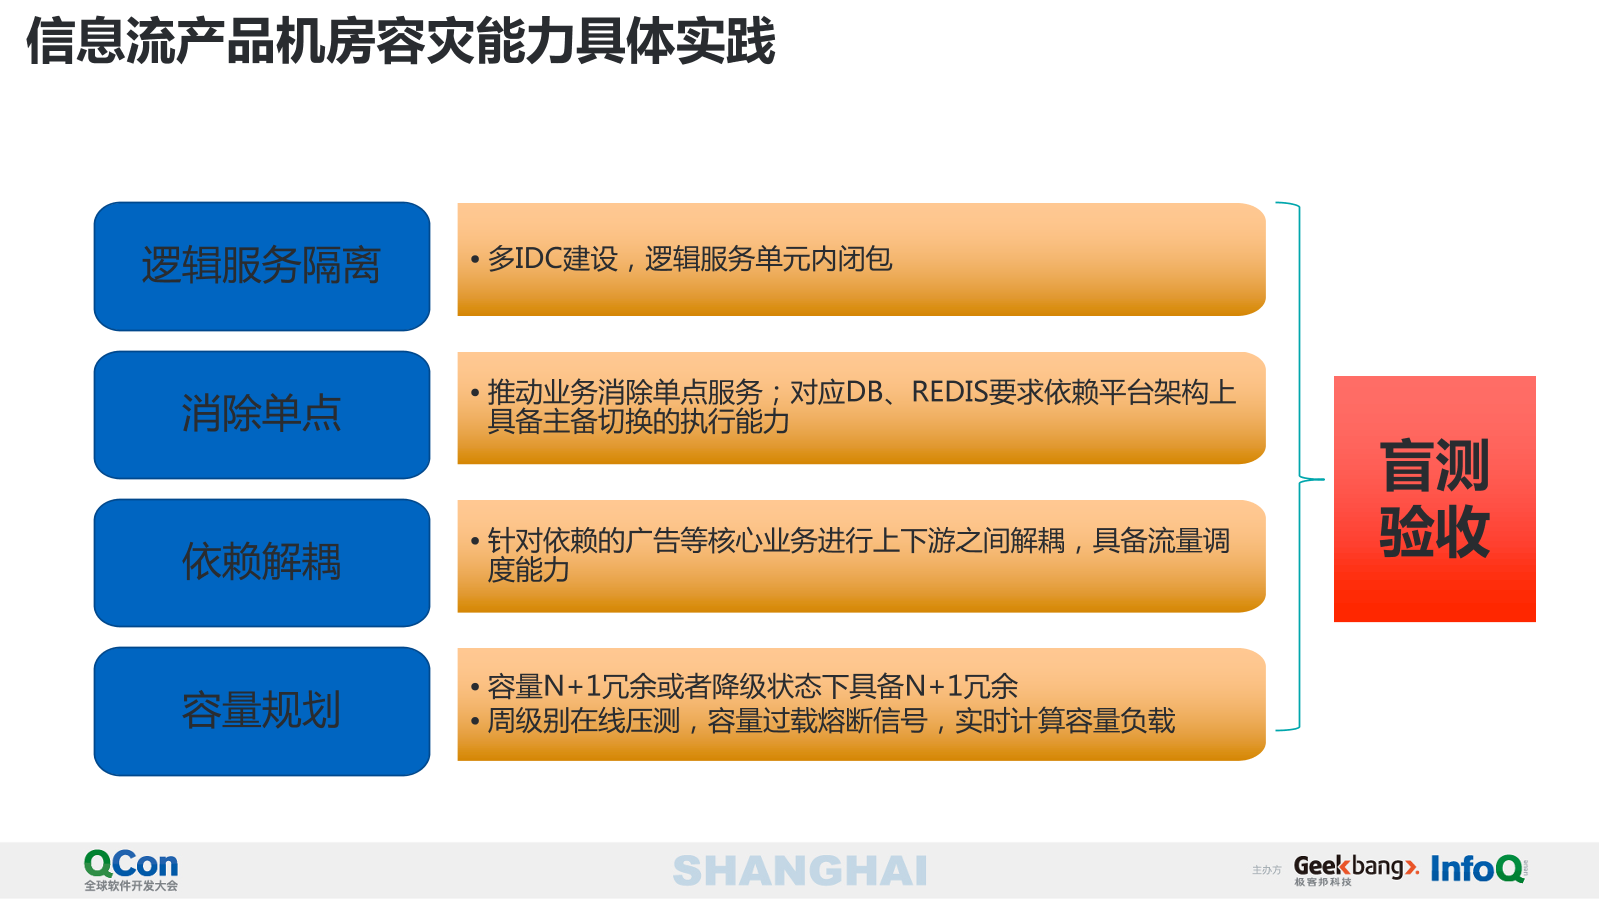 信息流产品机房容灾能力具体实践
逻辑服务隔离
• 多IDC建设，逻辑服务单元内闭包
消除单点
• 推动业务消除单点服务；对应DB、REDIS要求依赖平台架构上
具备主备切换的执行能力
依赖解耦
• 针对依赖的广告等核心业务进行上下游之间解耦，具备流量调
度能力
容量规划
• 容量N+1冗余或者降级状态下具备N+1冗余
• 周级别在线压测，容量过载熔断信号，实时计算容量负载
盲测
验收
QCon
全球软件开发大会
SHANGHAI
主办方
Geekbang
极客邦科技
InfoQ